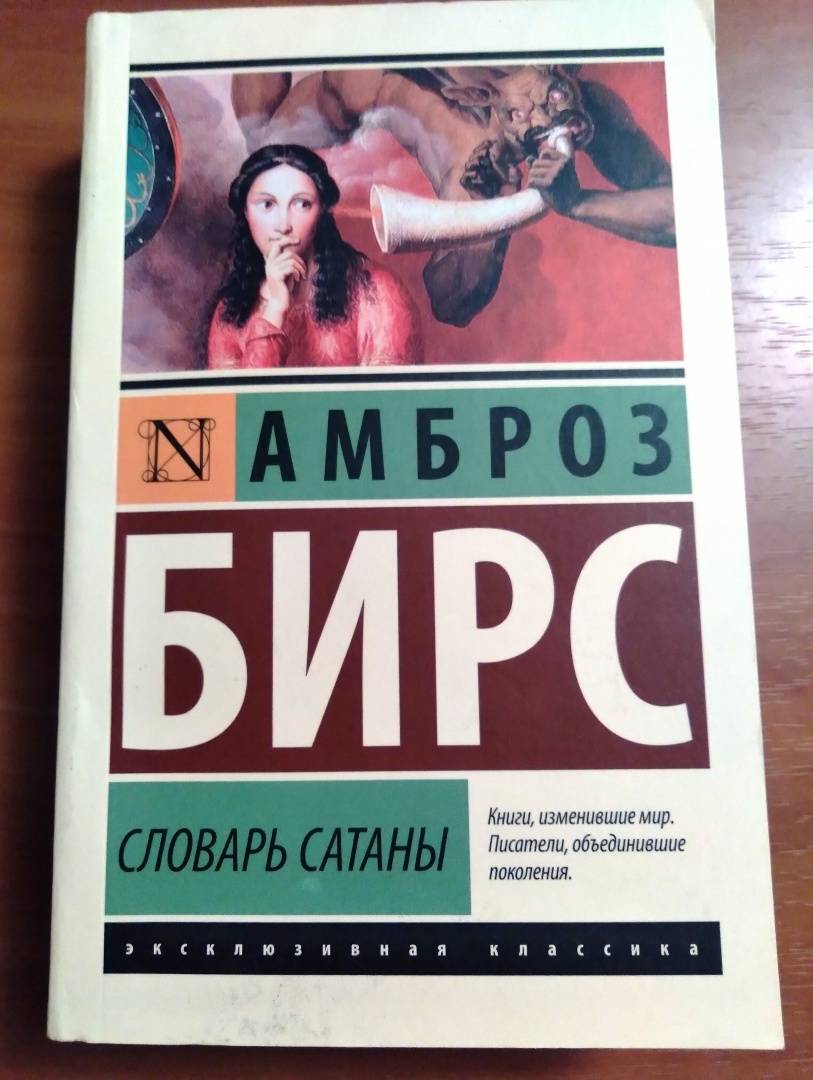 N
АМБРОЗ
БИРС
СЛОВАРЬ САТАНЫ
Книги, изменившие мир.
Писатели, объединившие
поколения.
эксклюзивная классика